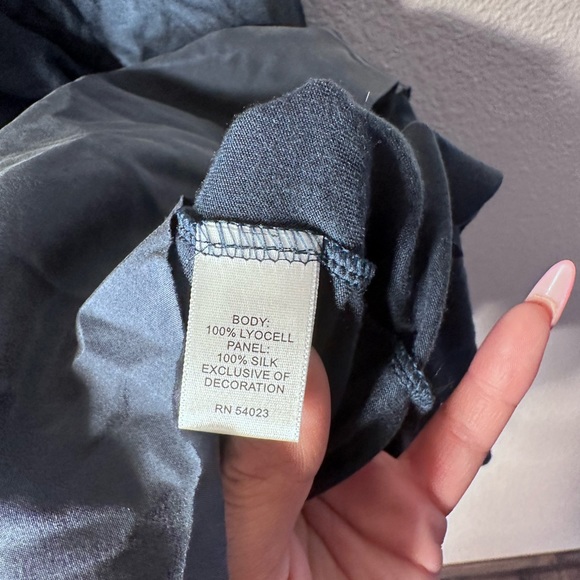 BODY:
100% LYOCELL
PANEL:
100% SILK
EXCLUSIVE OF
DECORATION
RN 54023